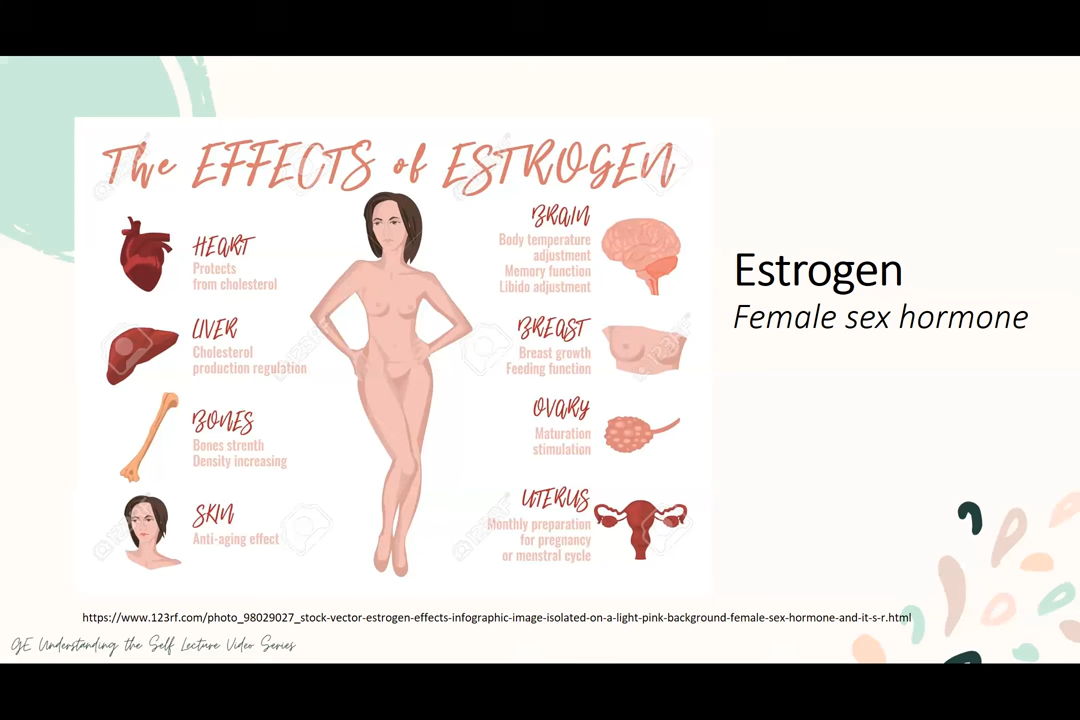 The EFFECTS of ESTROGEN
HEART
Protects
from cholesterol
LIVER
Cholesterol
production regulation
BONES
Bones strenth
Density increasing
SKIN
Anti-aging effect
BRAIN
Body temperature
adjustment
Memory function
Libido adjustment
BREAST
Breast growth
Feeding function
OVARY
Maturation
stimulation
UTERUS
Monthly preparation
for pregnancy
or menstral cycle
Estrogen
Female sex hormone
https://www.123rf.com/photo_98029027_stock-vector-estrogen-effects-infographic-image-isolated-on-a-light-pink-background-female-sex-hormone-and-it-s-r.html
GE Understanding the Self Lecture Video Series